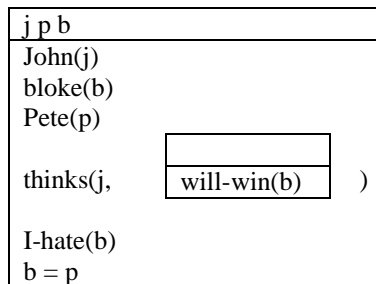 j p b
John(j)
bloke(b)
Pete(p)
thinks(j, will-win(b) )
I-hate(b)
b = p